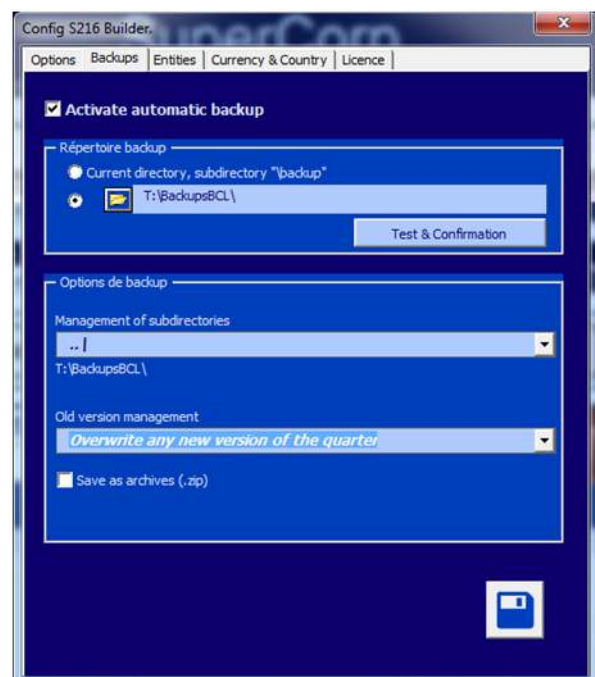 Config S216 Builder.
SuperCorp
Options Backups Entities Currency & Country Licence
Activate automatic backup
Répertoire backup
Current directory, subdirectory "\backup"
T:\BackupsBCL\
Test & Confirmation
Options de backup
Management of subdirectories
..|
T:\BackupsBCL\
Old version management
Overwrite any new version of the quarter
Save as archives (.zip)